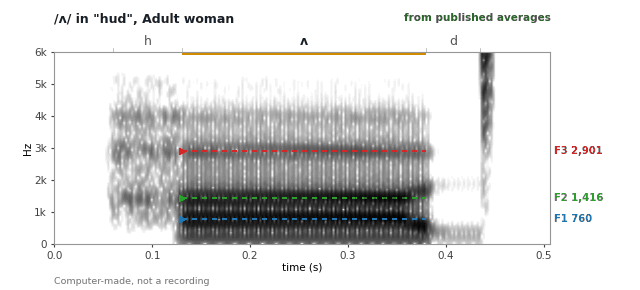 /ʌ/ in "hud", Adult woman
from published averages
h ʌ d
6k
5k
4k
3k
2k
1k
0
Hz
F3 2,901
F2 1,416
F1 760
0.0 0.1 0.2 0.3 0.4 0.5
time (s)
Computer-made, not a recording